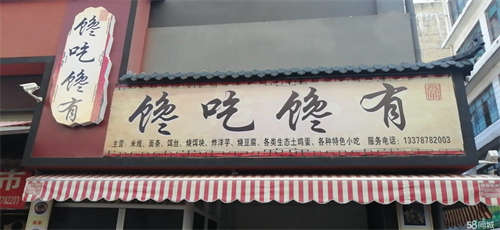 馋吃馋有
馋吃馋有
主营：米线、面条、饵丝、烧饵块、炸洋芋、烧豆腐、各类生态土鸡蛋、各种特色小吃 服务电话：13378782003
市
58同城